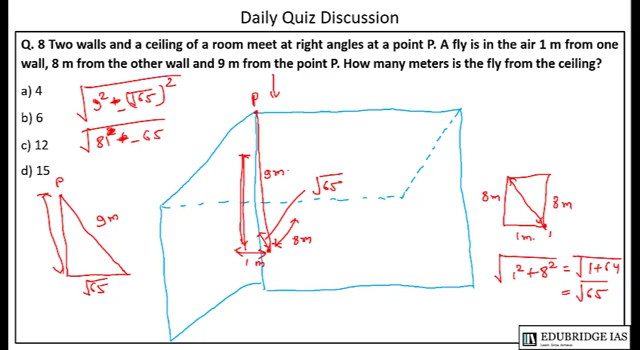 Daily Quiz Discussion
Q. 8 Two walls and a ceiling of a room meet at right angles at a point P. A fly is in the air 1 m from one
wall, 8 m from the other wall and 9 m from the point P. How many meters is the fly from the ceiling?
a) 4
b) 6
c) 12
d) 15
√9² - (√65)²
√81 - 65
P
9m
√65
P
9m.
√65
8m
1 m
8m
8m
1m.
√1² + 8² = √1+64
= √65
EDUBRIDGE IAS